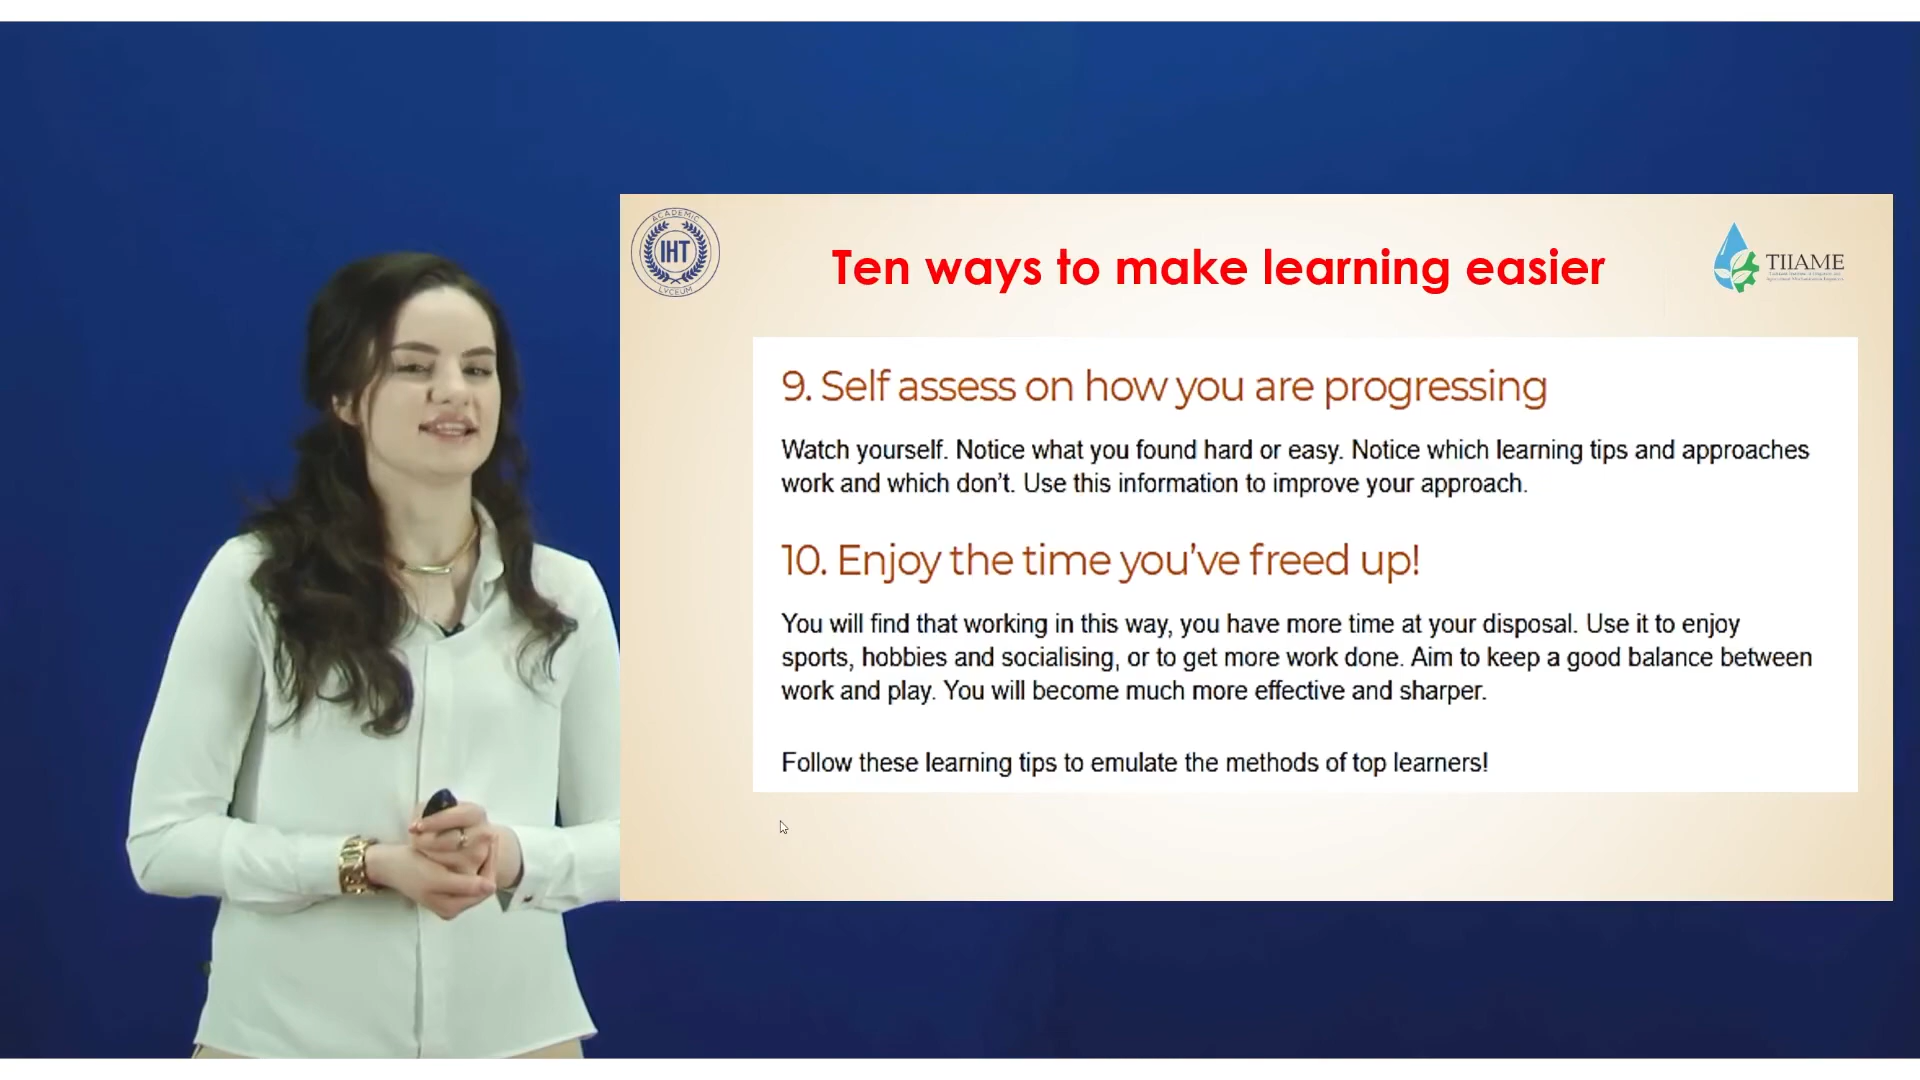 ACADEMIC
IHT
LYCEUM
Ten ways to make learning easier
TIIAME
9. Self assess on how you are progressing
Watch yourself. Notice what you found hard or easy. Notice which learning tips and approaches
work and which don’t. Use this information to improve your approach.
10. Enjoy the time you’ve freed up!
You will find that working in this way, you have more time at your disposal. Use it to enjoy
sports, hobbies and socialising, or to get more work done. Aim to keep a good balance between
work and play. You will become much more effective and sharper.
Follow these learning tips to emulate the methods of top learners!